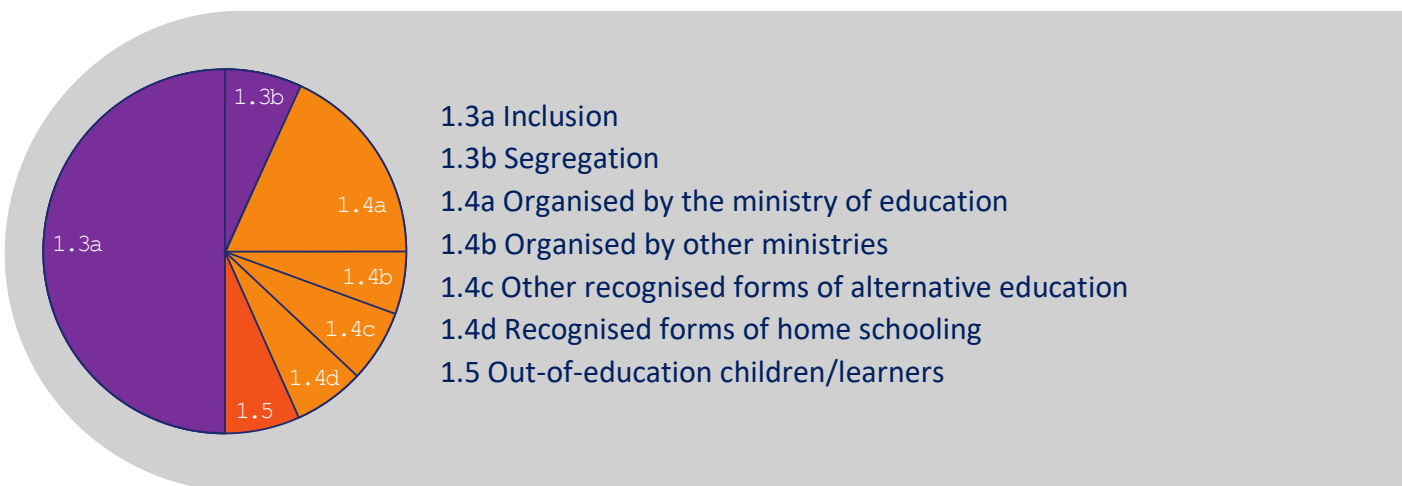 1.3b
1.4a
1.3a
1.4b
1.4c
1.4d
1.5
1.3a Inclusion
1.3b Segregation
1.4a Organised by the ministry of education
1.4b Organised by other ministries
1.4c Other recognised forms of alternative education
1.4d Recognised forms of home schooling
1.5 Out-of-education children/learners